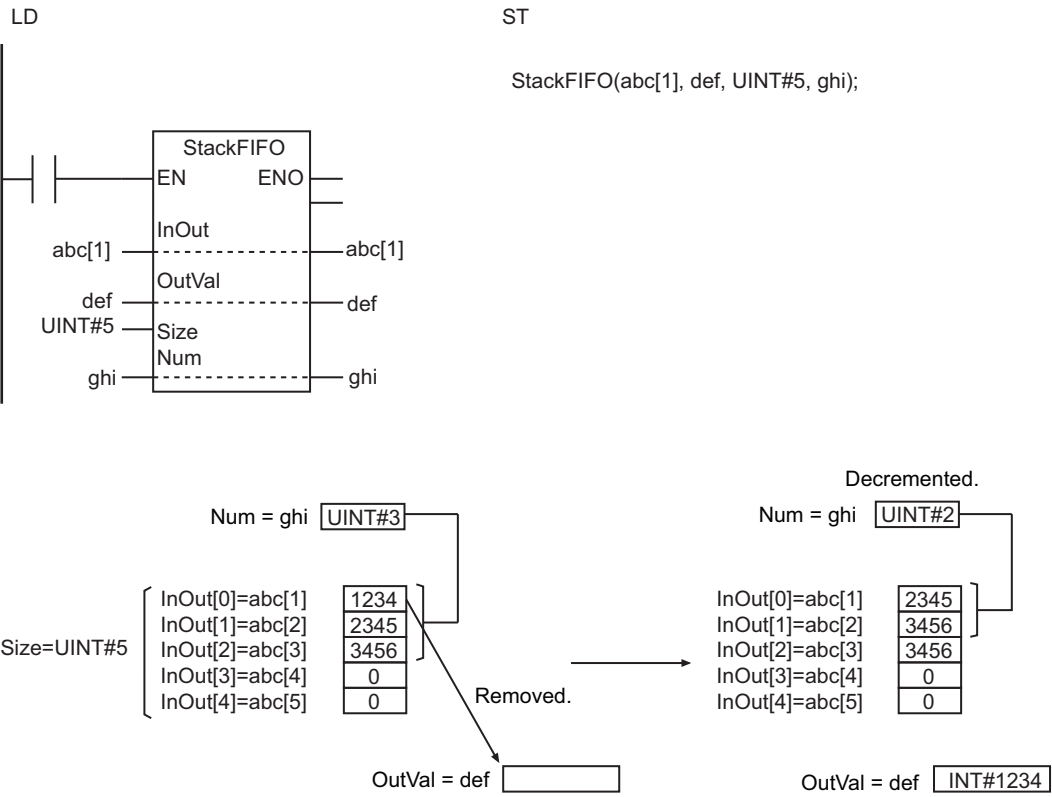 LD
ST
StackFIFO(abc[1], def, UINT#5, ghi);
StackFIFO
EN ENO
InOut
abc[1] abc[1]
OutVal
def def
UINT#5 Size
Num
ghi ghi
Decremented.
Num = ghi UINT#3
Num = ghi UINT#2
Size=UINT#5
InOut[0]=abc[1] 1234
InOut[1]=abc[2] 2345
InOut[2]=abc[3] 3456
InOut[3]=abc[4] 0
InOut[4]=abc[5] 0
Removed.
OutVal = def
InOut[0]=abc[1] 2345
InOut[1]=abc[2] 3456
InOut[2]=abc[3] 3456
InOut[3]=abc[4] 0
InOut[4]=abc[5] 0
OutVal = def INT#1234